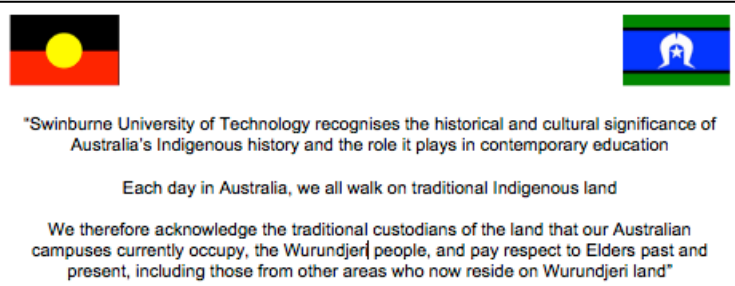 "Swinburne University of Technology recognises the historical and cultural significance of
Australia's Indigenous history and the role it plays in contemporary education
Each day in Australia, we all walk on traditional Indigenous land
We therefore acknowledge the traditional custodians of the land that our Australian
campuses currently occupy, the Wurundjeri people, and pay respect to Elders past and
present, including those from other areas who now reside on Wurundjeri land"